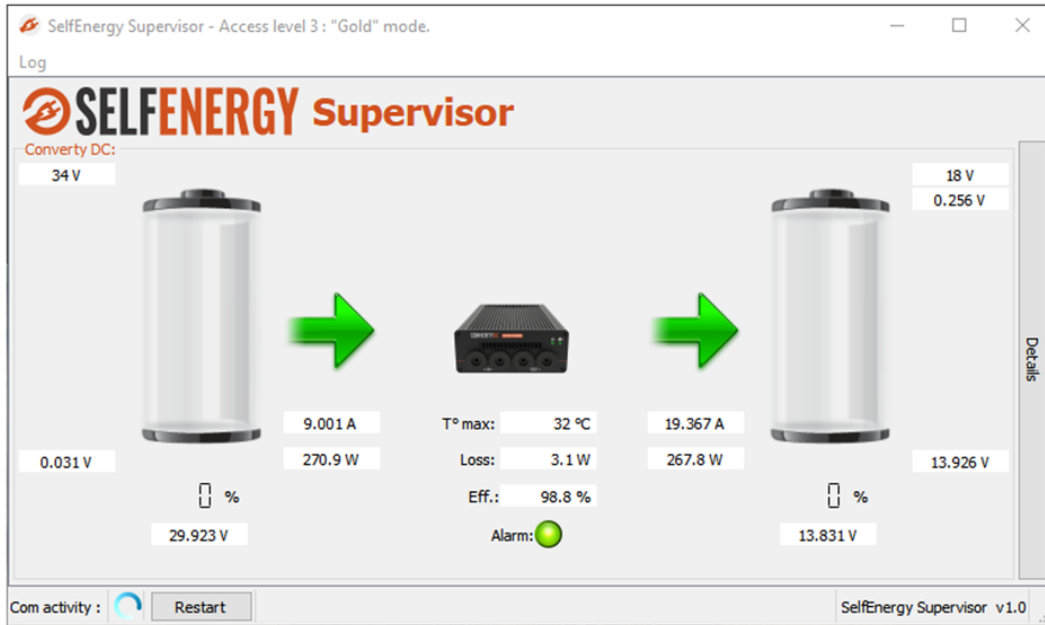 SelfEnergy Supervisor - Access level 3 : "Gold" mode.
Log
SELFENERGY Supervisor
Converty DC:
34 V
18 V
0.256 V
Details
9.001 A
T° max:
32 °C
19.367 A
0.031 V
270.9 W
Loss:
3.1 W
267.8 W
13.926 V
0 %
Eff.:
98.8 %
0 %
29.923 V
Alarm:
13.831 V
Com activity :
Restart
SelfEnergy Supervisor v1.0